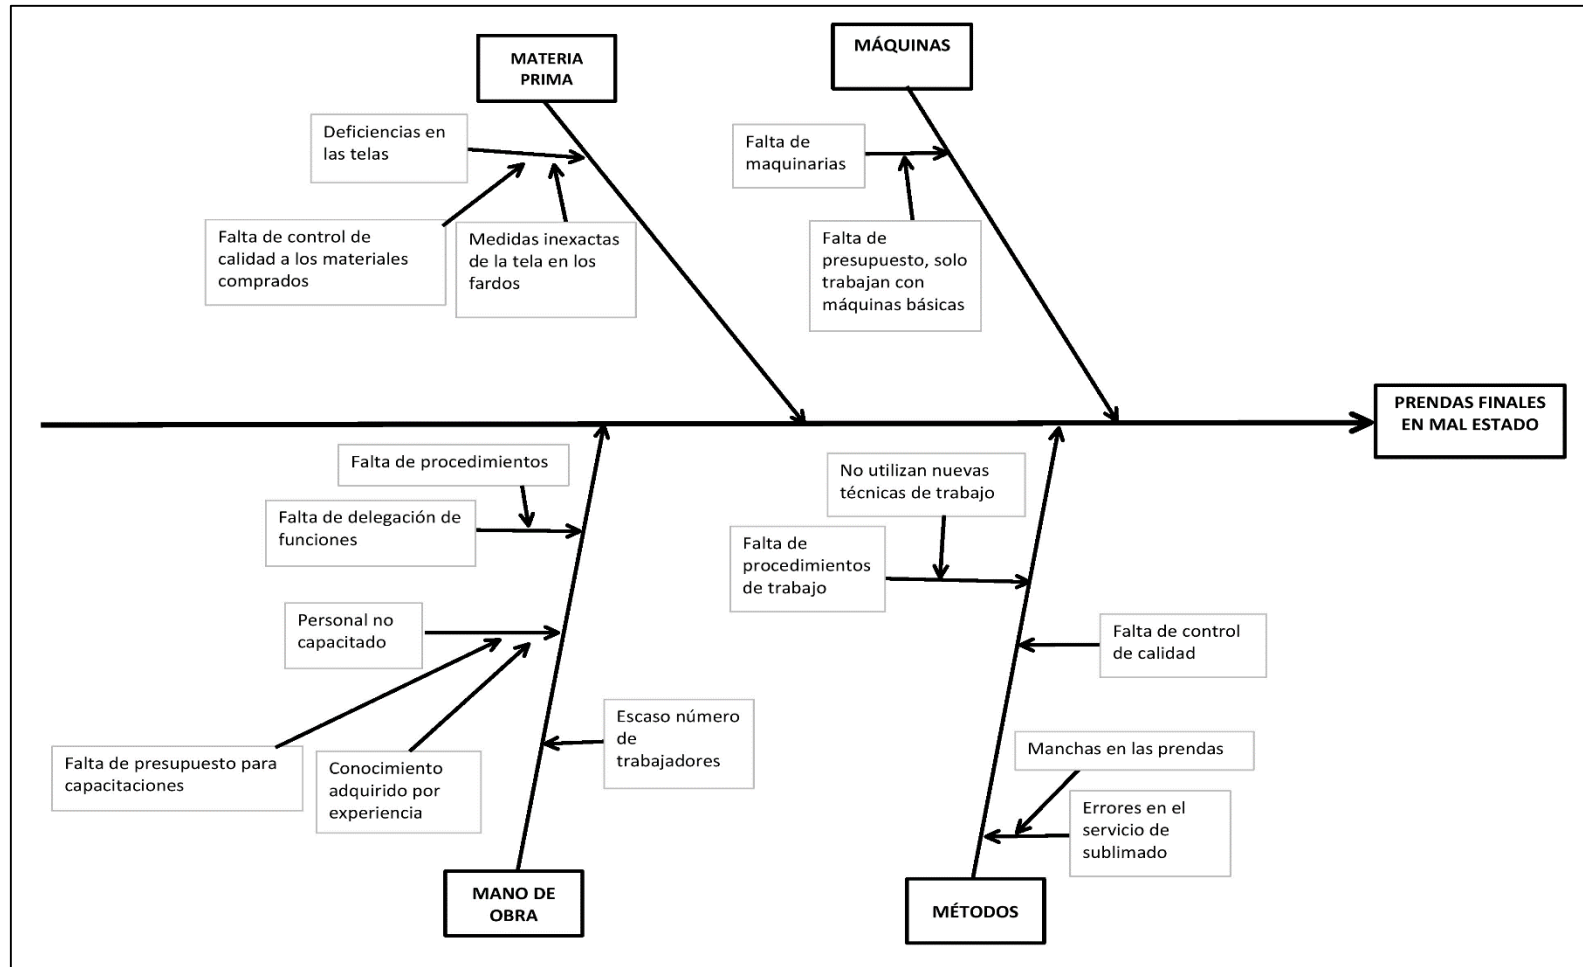 MATERIA
PRIMA
MÁQUINAS
Deficiencias en
las telas
Falta de
maquinarias
Falta de control de
calidad a los materiales
comprados
Medidas inexactas
de la tela en los
fardos
Falta de
presupuesto, solo
trabajan con
máquinas básicas
PRENDAS FINALES
EN MAL ESTADO
Falta de procedimientos
Falta de delegación de
funciones
No utilizan nuevas
técnicas de trabajo
Falta de
procedimientos
de trabajo
Personal no
capacitado
Falta de control
de calidad
Escaso número
de
trabajadores
Falta de presupuesto para
capacitaciones
Conocimiento
adquirido por
experiencia
Manchas en las prendas
Errores en el
servicio de
sublimado
MANO DE
OBRA
MÉTODOS